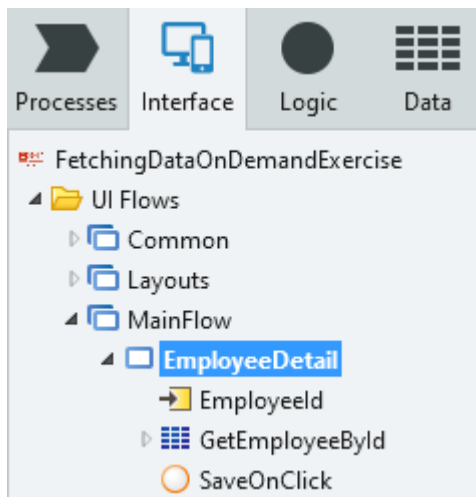 Processes Interface Logic Data
FetchingDataOnDemandExercise
UI Flows
Common
Layouts
MainFlow
EmployeeDetail
EmployeeId
GetEmployeeById
SaveOnClick